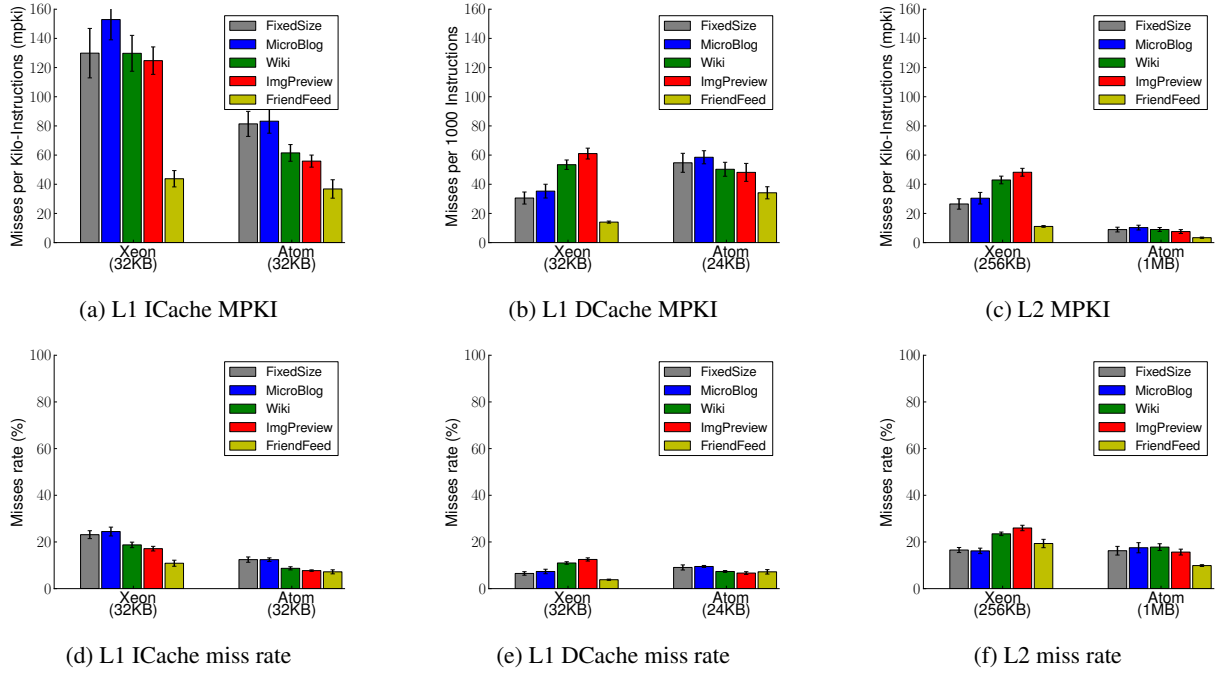 Misses per Kilo-Instructions (mpki)
160
140
120
100
80
60
40
20
0
FixedSize
MicroBlog
Wiki
ImgPreview
FriendFeed
Xeon
(32KB)
Atom
(32KB)
(a) L1 ICache MPKI
Misses per 1000 Instructions
160
140
120
100
80
60
40
20
0
FixedSize
MicroBlog
Wiki
ImgPreview
FriendFeed
Xeon
(32KB)
Atom
(24KB)
(b) L1 DCache MPKI
Misses per Kilo-Instructions (mpki)
160
140
120
100
80
60
40
20
0
FixedSize
MicroBlog
Wiki
ImgPreview
FriendFeed
Xeon
(256KB)
Atom
(1MB)
(c) L2 MPKI
Misses rate (%)
100
80
60
40
20
0
FixedSize
MicroBlog
Wiki
ImgPreview
FriendFeed
Xeon
(32KB)
Atom
(32KB)
(d) L1 ICache miss rate
Misses rate (%)
100
80
60
40
20
0
FixedSize
MicroBlog
Wiki
ImgPreview
FriendFeed
Xeon
(32KB)
Atom
(24KB)
(e) L1 DCache miss rate
Misses rate (%)
100
80
60
40
20
0
FixedSize
MicroBlog
Wiki
ImgPreview
FriendFeed
Xeon
(256KB)
Atom
(1MB)
(f) L2 miss rate